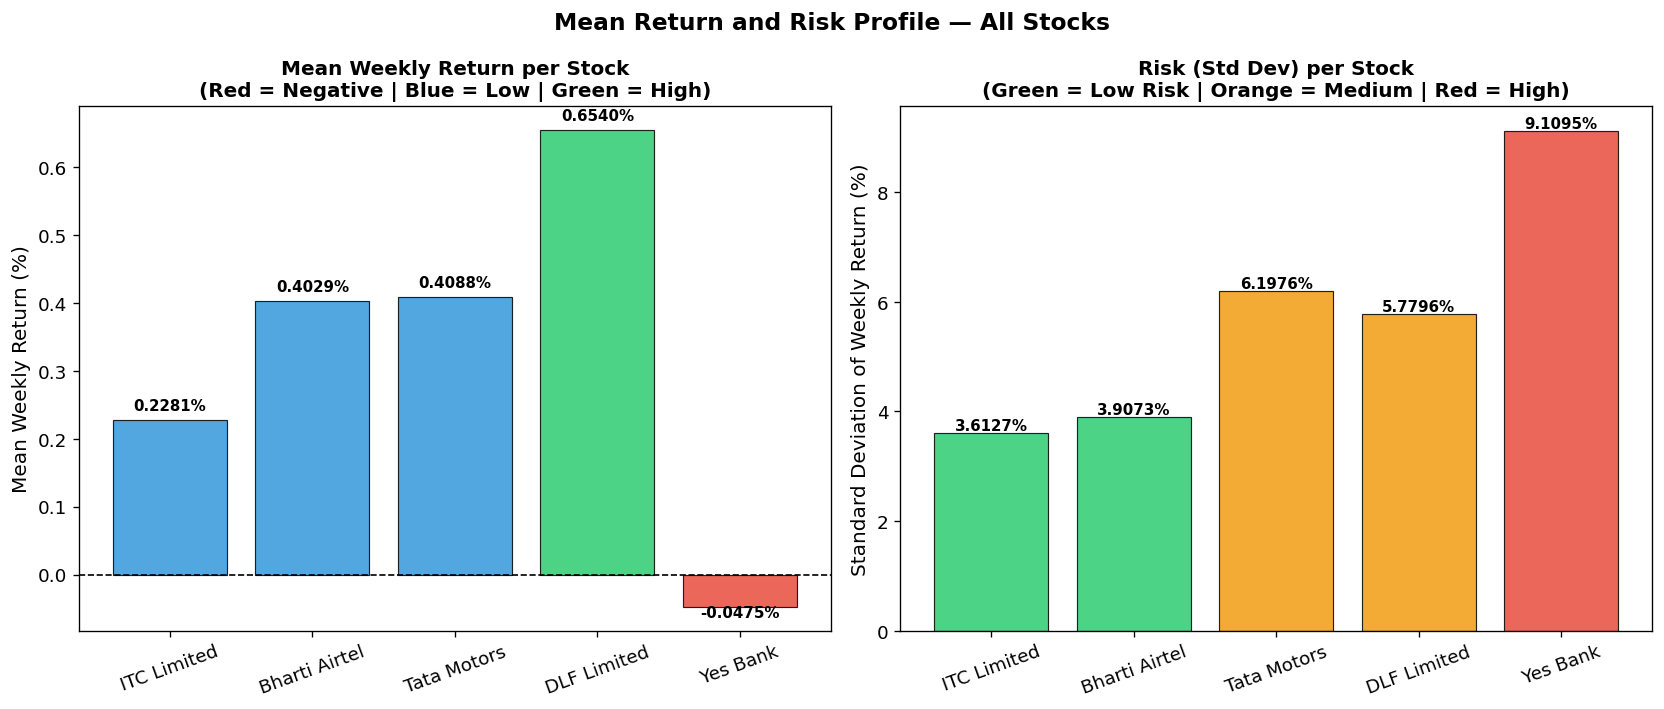 Mean Return and Risk Profile — All Stocks
Mean Weekly Return per Stock
(Red = Negative | Blue = Low | Green = High)
Mean Weekly Return (%)
0.6
0.5
0.4
0.3
0.2
0.1
0.0
0.2281%
0.4029%
0.4088%
0.6540%
-0.0475%
ITC Limited
Bharti Airtel
Tata Motors
DLF Limited
Yes Bank
Risk (Std Dev) per Stock
(Green = Low Risk | Orange = Medium | Red = High)
Standard Deviation of Weekly Return (%)
8
6
4
2
0
3.6127%
3.9073%
6.1976%
5.7796%
9.1095%
ITC Limited
Bharti Airtel
Tata Motors
DLF Limited
Yes Bank